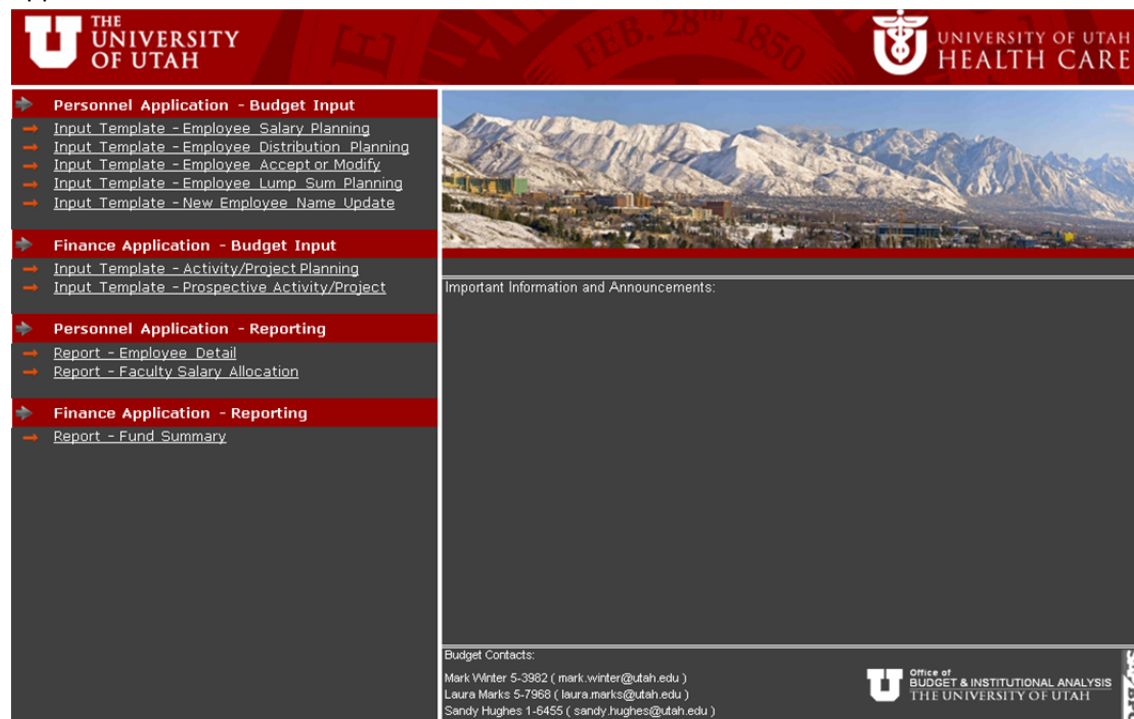 THE
UNIVERSITY
OF UTAH
FEB. 28TH 1850
UNIVERSITY OF UTAH
HEALTH CARE
Personnel Application - Budget Input
Input Template - Employee Salary Planning
Input Template - Employee Distribution Planning
Input Template - Employee Accept or Modify
Input Template - Employee Lump Sum Planning
Input Template - New Employee Name Update
Finance Application - Budget Input
Input Template - Activity/Project Planning
Input Template - Prospective Activity/Project
Personnel Application - Reporting
Report - Employee Detail
Report - Faculty Salary Allocation
Finance Application - Reporting
Report - Fund Summary
Important Information and Announcements:
Budget Contacts:
Mark Winter 5-3982 ( mark.winter@utah.edu )
Laura Marks 5-7968 ( laura.marks@utah.edu )
Sandy Hughes 1-6455 ( sandy.hughes@utah.edu )
Office of
BUDGET & INSTITUTIONAL ANALYSIS
THE UNIVERSITY OF UTAH